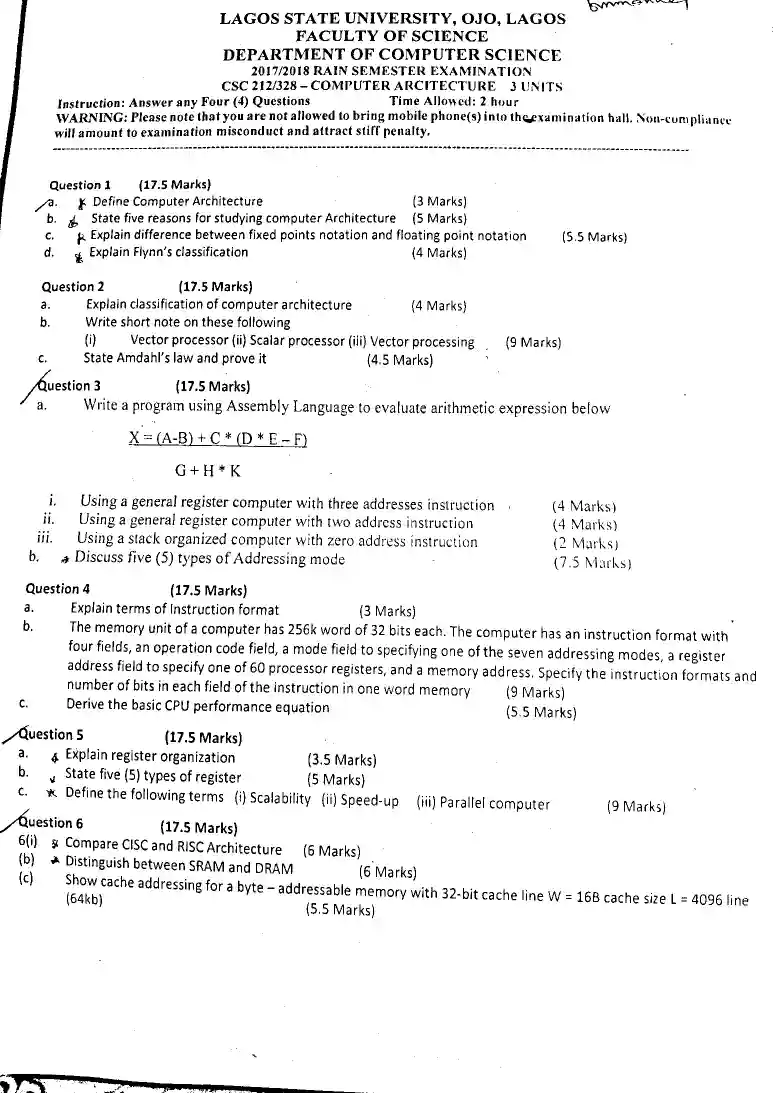 LAGOS STATE UNIVERSITY, OJO, LAGOS
FACULTY OF SCIENCE
DEPARTMENT OF COMPUTER SCIENCE
2017/2018 RAIN SEMESTER EXAMINATION
CSC 212/328 – COMPUTER ARCITECTURE 3 UNITS
Instruction: Answer any Four (4) Questions Time Allowed: 2 hour
WARNING: Please note that you are not allowed to bring mobile phone(s) into the examination hall. Non-compliance
will amount to examination misconduct and attract stiff penalty.
Question 1 (17.5 Marks)
a. Define Computer Architecture (3 Marks)
b. State five reasons for studying computer Architecture (5 Marks)
c. Explain difference between fixed points notation and floating point notation (5.5 Marks)
d. Explain Flynn's classification (4 Marks)
Question 2 (17.5 Marks)
a. Explain classification of computer architecture (4 Marks)
b. Write short note on these following
(i) Vector processor (ii) Scalar processor (iii) Vector processing (9 Marks)
c. State Amdahl's law and prove it (4.5 Marks)
Question 3 (17.5 Marks)
a. Write a program using Assembly Language to evaluate arithmetic expression below
X = (A-B) + C * (D * E – F)
G + H * K
i. Using a general register computer with three addresses instruction (4 Marks)
ii. Using a general register computer with two address instruction (4 Marks)
iii. Using a stack organized computer with zero address instruction (2 Marks)
b. Discuss five (5) types of Addressing mode (7.5 Marks)
Question 4 (17.5 Marks)
a. Explain terms of Instruction format (3 Marks)
b. The memory unit of a computer has 256k word of 32 bits each. The computer has an instruction format with
four fields, an operation code field, a mode field to specifying one of the seven addressing modes, a register
address field to specify one of 60 processor registers, and a memory address. Specify the instruction formats and
number of bits in each field of the instruction in one word memory (9 Marks)
c. Derive the basic CPU performance equation (5.5 Marks)
Question 5 (17.5 Marks)
a. Explain register organization (3.5 Marks)
b. State five (5) types of register (5 Marks)
c. Define the following terms (i) Scalability (ii) Speed-up (iii) Parallel computer (9 Marks)
Question 6 (17.5 Marks)
6(i) Compare CISC and RISC Architecture (6 Marks)
(b) Distinguish between SRAM and DRAM (6 Marks)
(c) Show cache addressing for a byte – addressable memory with 32-bit cache line W = 16B cache size L = 4096 line
(64kb) (5.5 Marks)